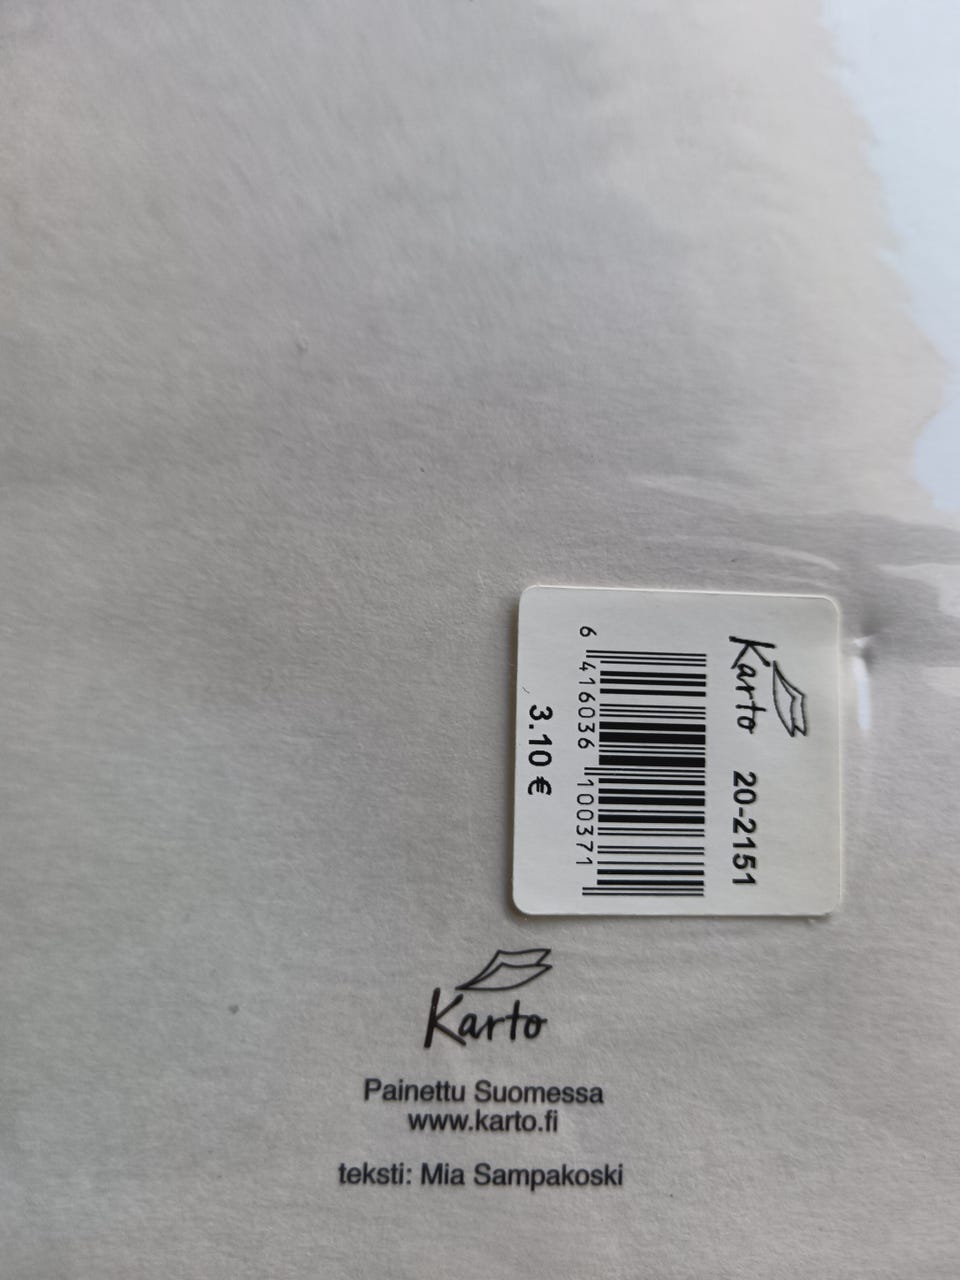 Karto 20-2151
6 416036 100371
3.10 €
Karto
Painettu Suomessa
www.karto.fi
teksti: Mia Sampakoski